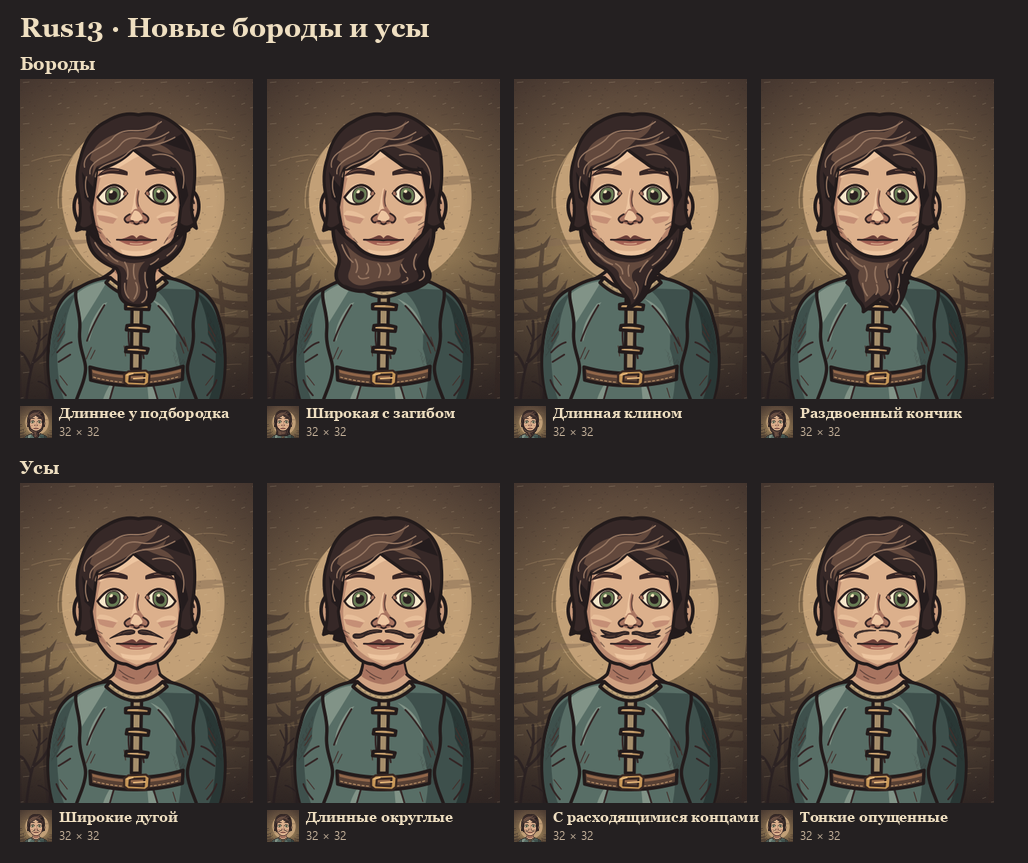 Rus13 · Новые бороды и усы
Бороды
Длиннее у подбородка
32 × 32
Широкая с загибом
32 × 32
Длинная клином
32 × 32
Раздвоенный кончик
32 × 32
Усы
Широкие дугой
32 × 32
Длинные округлые
32 × 32
С расходящимися концами
32 × 32
Тонкие опущенные
32 × 32